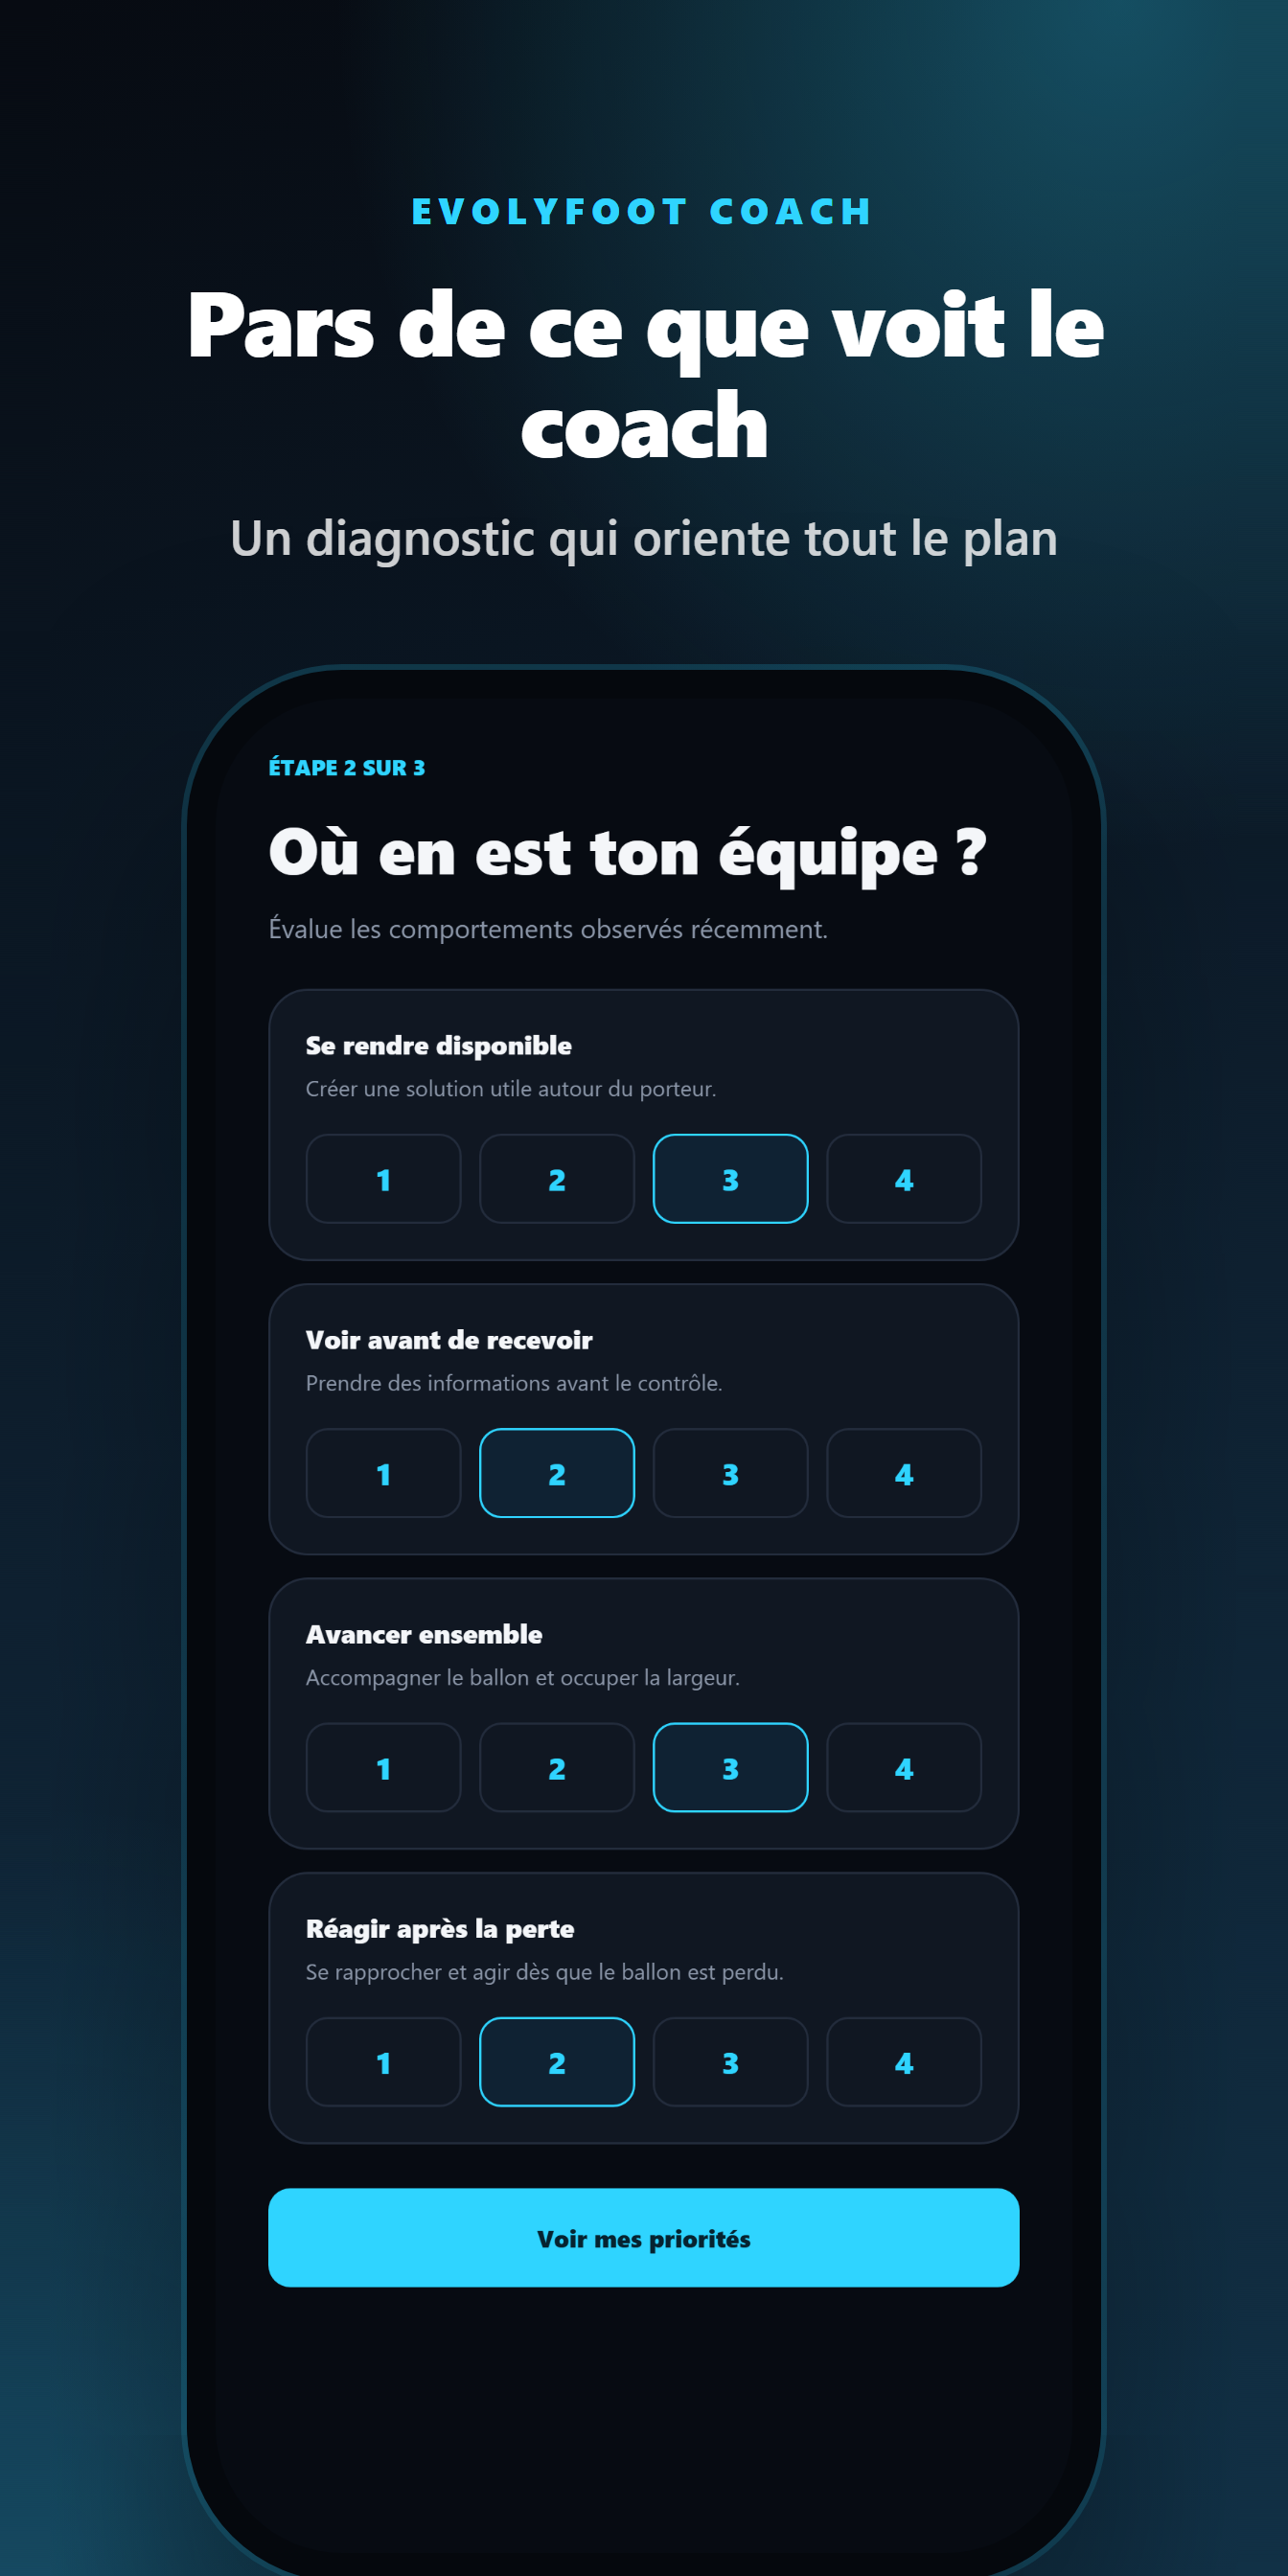 EVOLYFOOT COACH
Pars de ce que voit le
coach
Un diagnostic qui oriente tout le plan
ÉTAPE 2 SUR 3
Où en est ton équipe ?
Évalue les comportements observés récemment.
Se rendre disponible
Créer une solution utile autour du porteur.
1 2 3 4
Voir avant de recevoir
Prendre des informations avant le contrôle.
1 2 3 4
Avancer ensemble
Accompagner le ballon et occuper la largeur.
1 2 3 4
Réagir après la perte
Se rapprocher et agir dès que le ballon est perdu.
1 2 3 4
Voir mes priorités